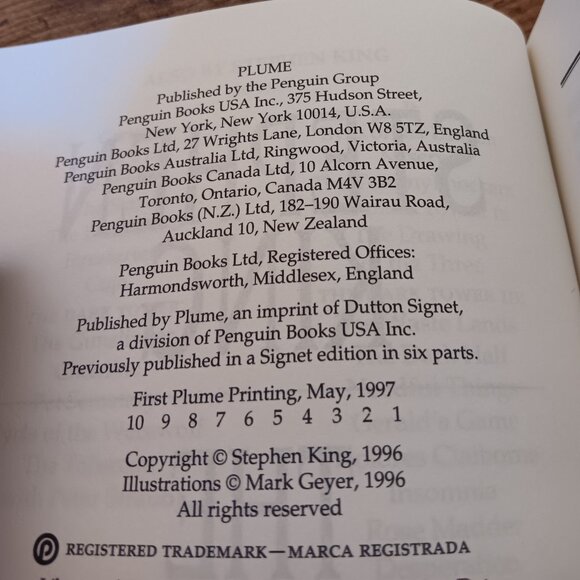 PLUME
Published by the Penguin Group
Penguin Books USA Inc., 375 Hudson Street,
New York, New York 10014, U.S.A.
Penguin Books Ltd, 27 Wrights Lane, London W8 5TZ, England
Penguin Books Australia Ltd, Ringwood, Victoria, Australia
Penguin Books Canada Ltd, 10 Alcorn Avenue,
Toronto, Ontario, Canada M4V 3B2
Penguin Books (N.Z.) Ltd, 182–190 Wairau Road,
Auckland 10, New Zealand
Penguin Books Ltd, Registered Offices:
Harmondsworth, Middlesex, England
Published by Plume, an imprint of Dutton Signet,
a division of Penguin Books USA Inc.
Previously published in a Signet edition in six parts.
First Plume Printing, May, 1997
10 9 8 7 6 5 4 3 2 1
Copyright © Stephen King, 1996
Illustrations © Mark Geyer, 1996
All rights reserved
REGISTERED TRADEMARK—MARCA REGISTRADA